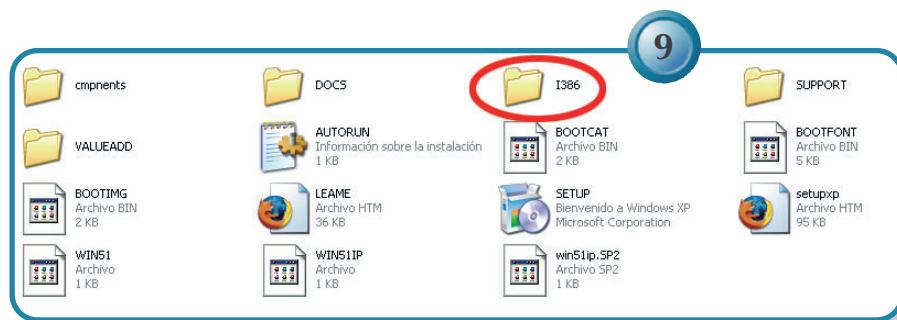 9
cmpnents
DOCS
I386
SUPPORT
VALUEADD
AUTORUN
Información sobre la instalación
1 KB
BOOTCAT
Archivo BIN
2 KB
BOOTFONT
Archivo BIN
5 KB
BOOTIMG
Archivo BIN
2 KB
LEAME
Archivo HTM
36 KB
SETUP
Bienvenido a Windows XP
Microsoft Corporation
setupxp
Archivo HTM
95 KB
WIN51
Archivo
1 KB
WIN51IP
Archivo
1 KB
win51ip.SP2
Archivo SP2
1 KB